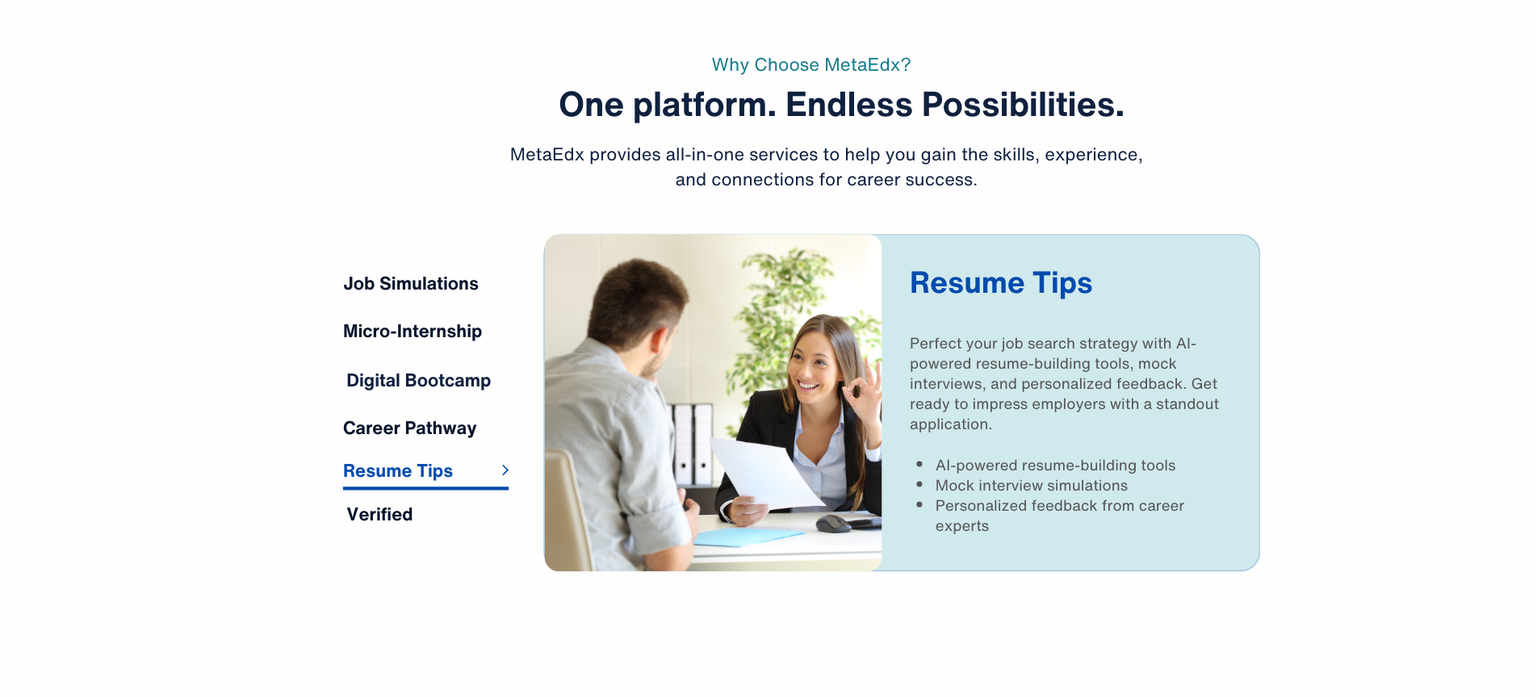 Why Choose MetaEdx?
One platform. Endless Possibilities.
MetaEdx provides all-in-one services to help you gain the skills, experience,
and connections for career success.
Job Simulations
Micro-Internship
Digital Bootcamp
Career Pathway
Resume Tips
Verified
Resume Tips
Perfect your job search strategy with AI-
powered resume-building tools, mock
interviews, and personalized feedback. Get
ready to impress employers with a standout
application.
• AI-powered resume-building tools
• Mock interview simulations
• Personalized feedback from career
experts